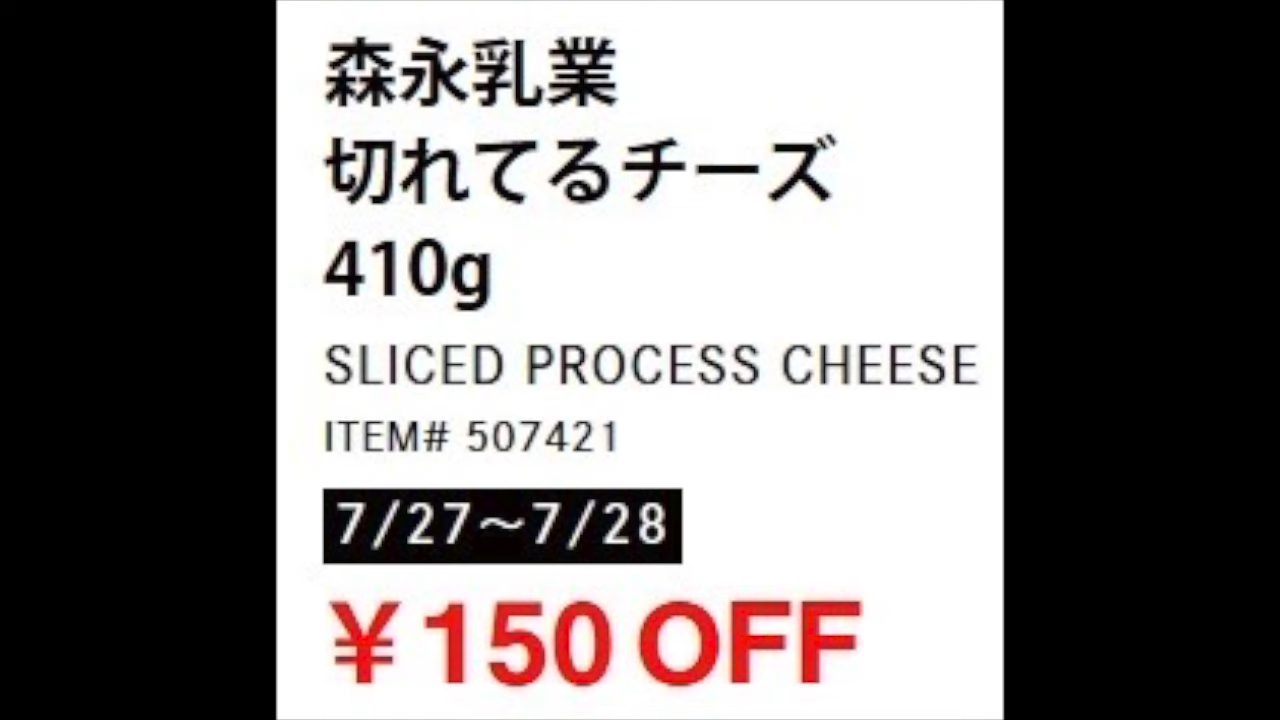 森永乳業
切れてるチーズ
410g
SLICED PROCESS CHEESE
ITEM# 507421
7/27～7/28
￥150 OFF